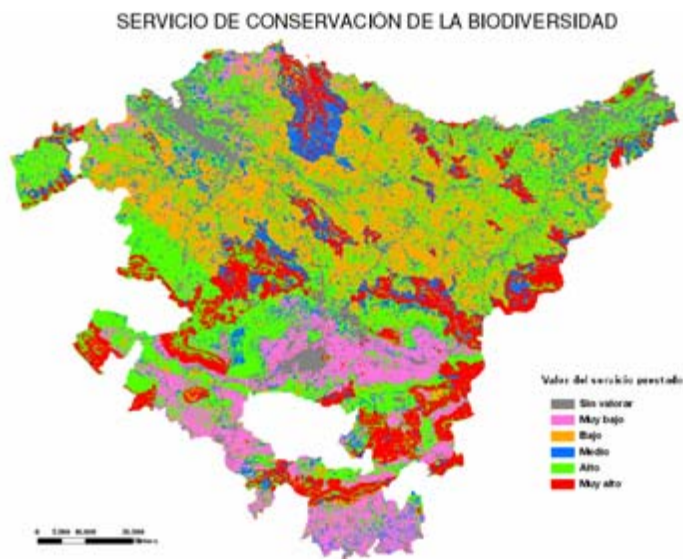 SERVICIO DE CONSERVACIÓN DE LA BIODIVERSIDAD
Valor del servicio prestado
Sin valorar
Muy bajo
Bajo
Medio
Alto
Muy alto